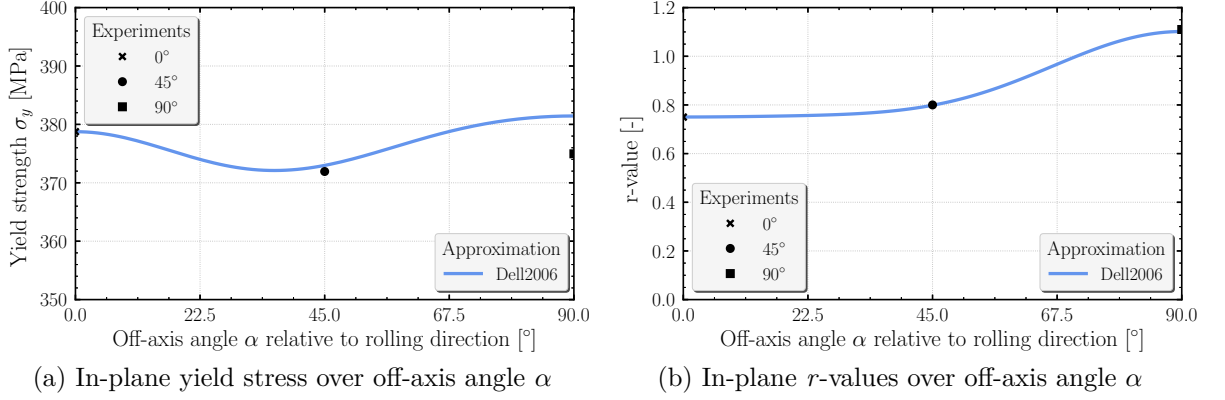 400
390
380
370
360
350
Yield strength σy [MPa]
Experiments
0°
45°
90°
Approximation
Dell2006
0.0 22.5 45.0 67.5 90.0
Off-axis angle α relative to rolling direction [°]
(a) In-plane yield stress over off-axis angle α
1.2
1.0
0.8
0.6
0.4
0.2
0.0
r-value [-]
Experiments
0°
45°
90°
Approximation
Dell2006
0.0 22.5 45.0 67.5 90.0
Off-axis angle α relative to rolling direction [°]
(b) In-plane r-values over off-axis angle α